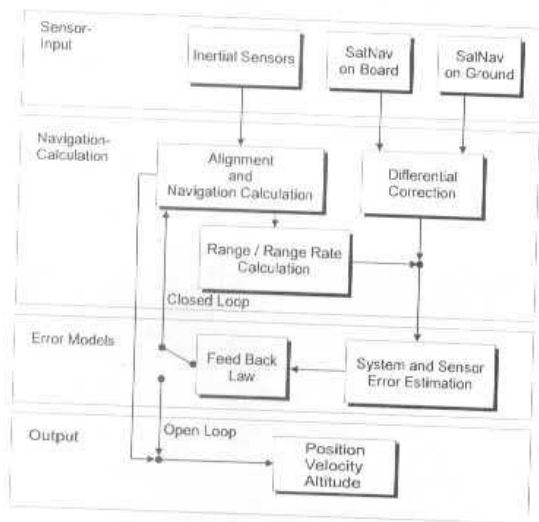 Sensor-
Input
Inertial Sensors
SatNav
on Board
SatNav
on Ground
Navigation-
Calculation
Alignment
and
Navigation Calculation
Differential
Correction
Range / Range Rate
Calculation
Closed Loop
Error Models
Feed Back
Law
System and Sensor
Error Estimation
Output
Open Loop
Position
Velocity
Altitude